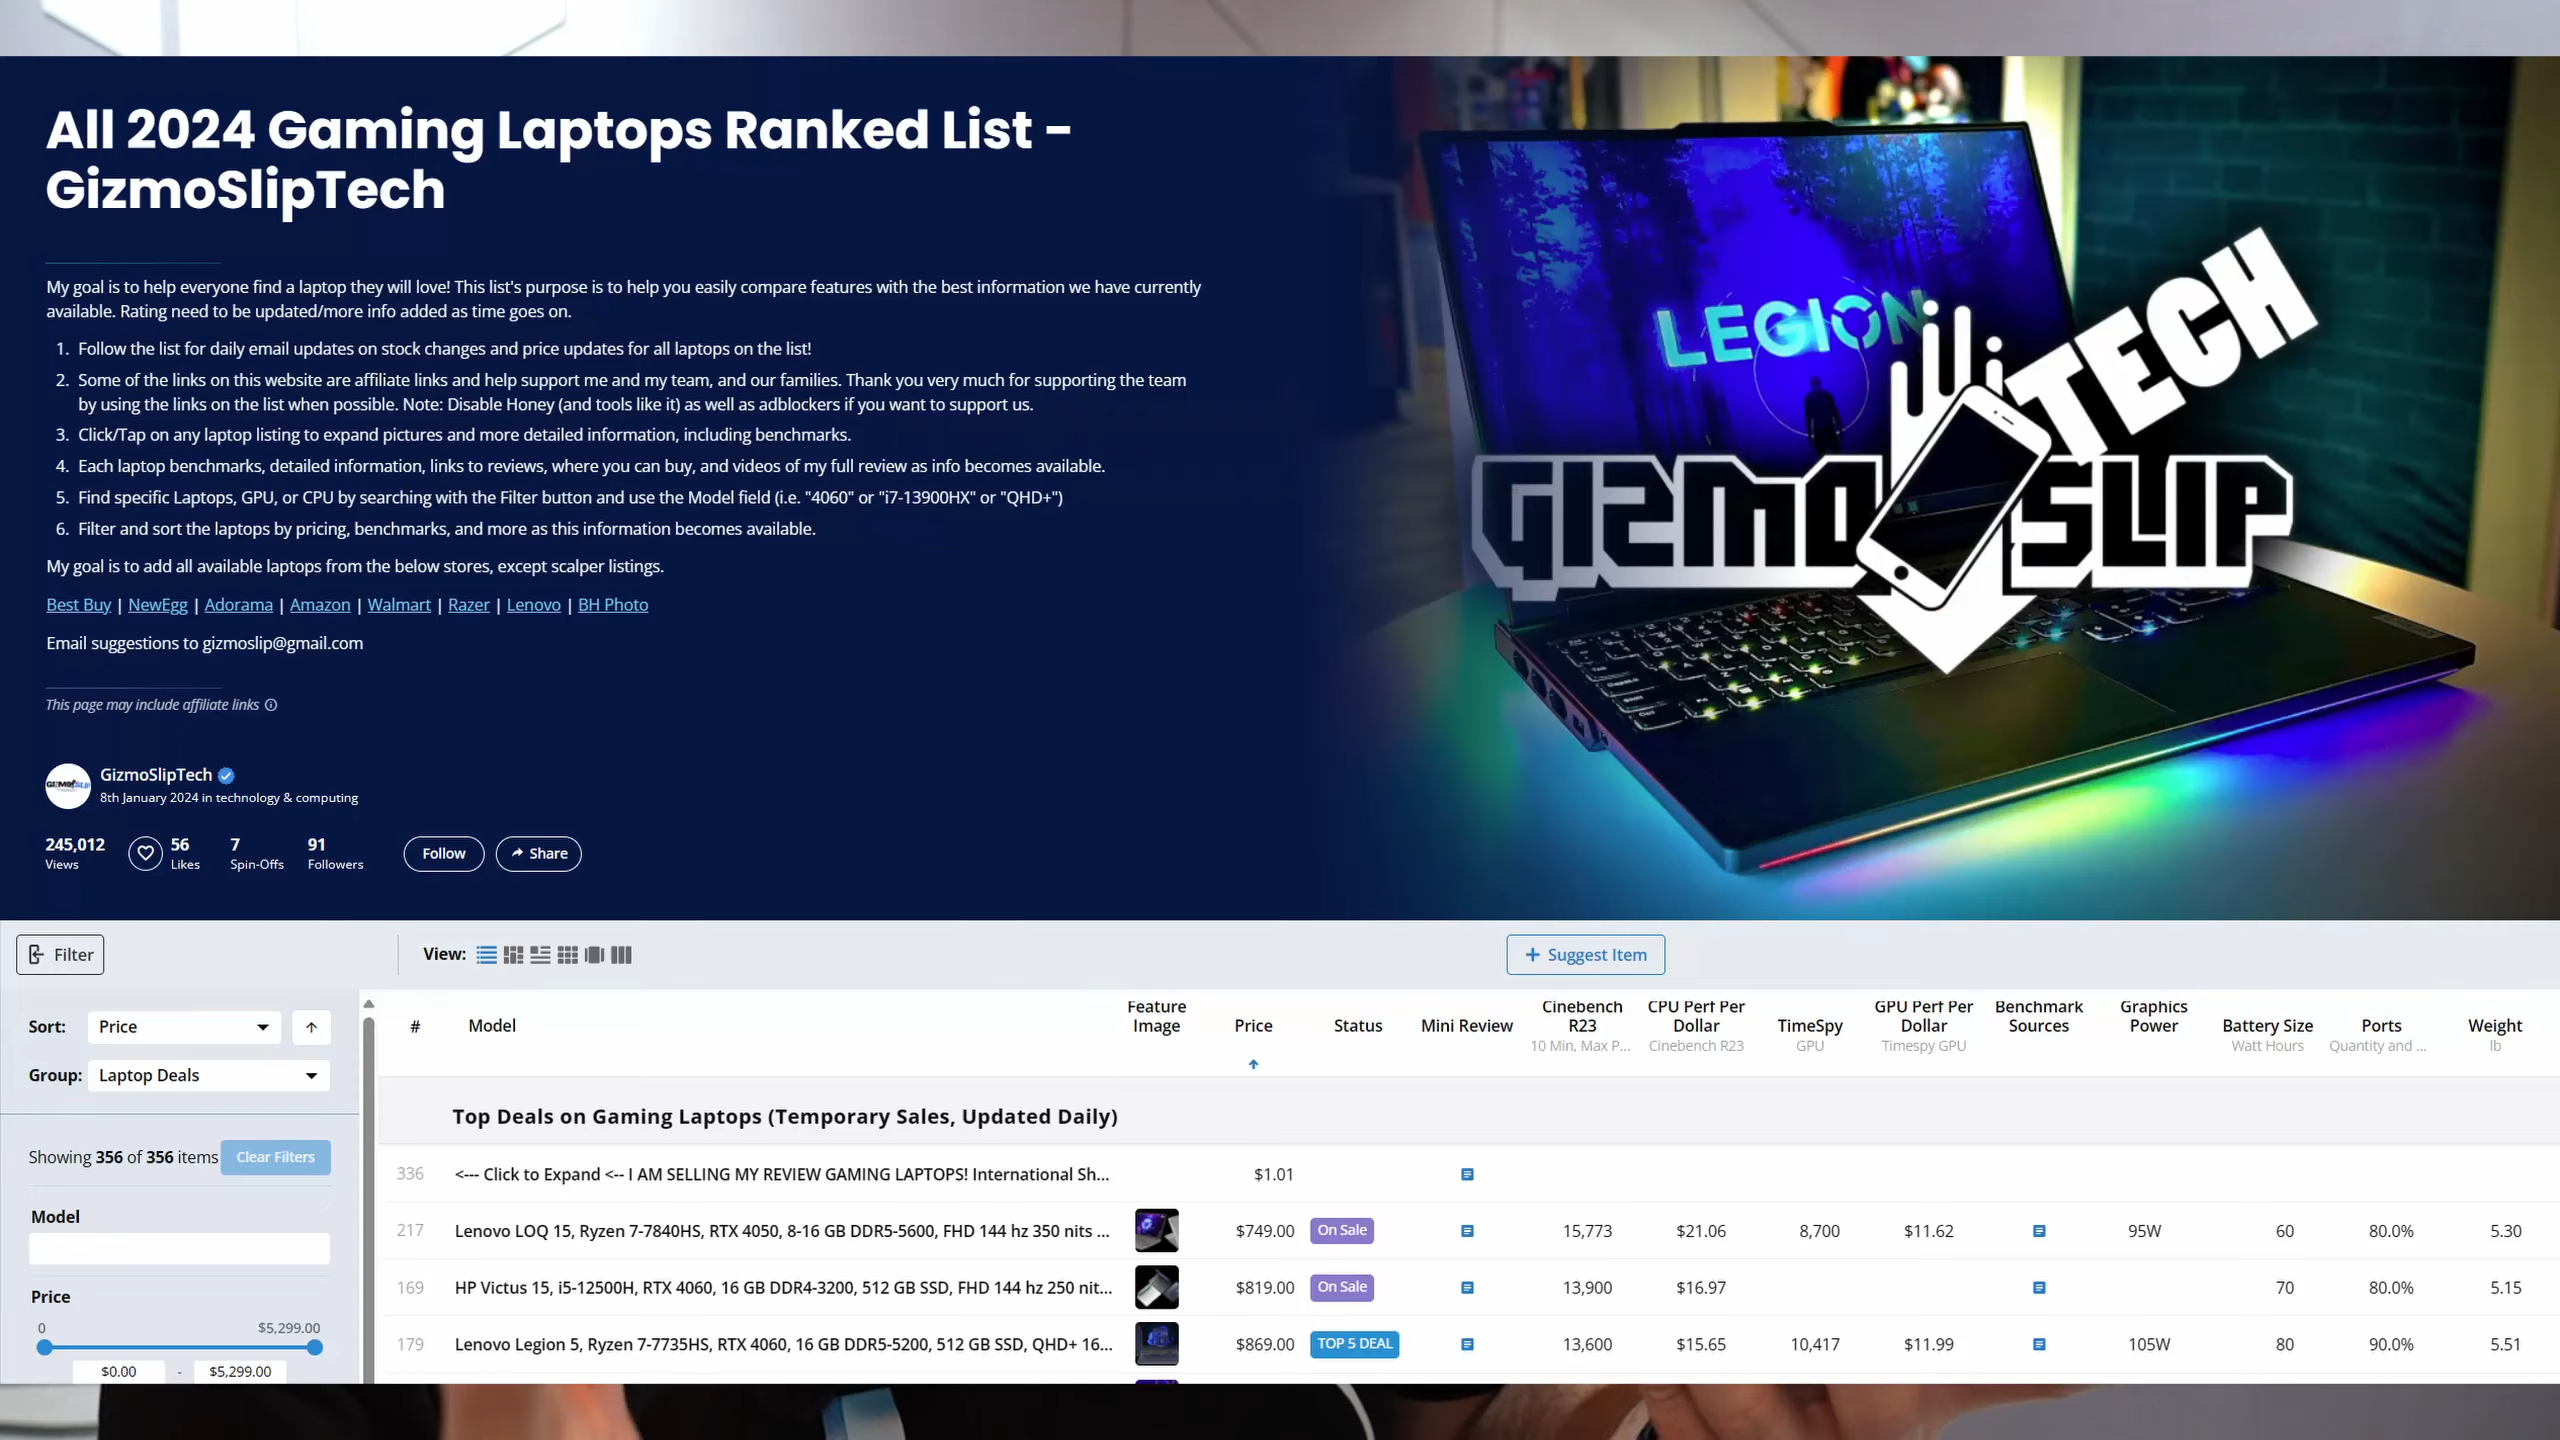 All 2024 Gaming Laptops Ranked List -
GizmoSlipTech
My goal is to help everyone find a laptop they will love! This list's purpose is to help you easily compare features with the best information we have currently
available. Rating need to be updated/more info added as time goes on.
1. Follow the list for daily email updates on stock changes and price updates for all laptops on the list!
2. Some of the links on this website are affiliate links and help support me and my team, and our families. Thank you very much for supporting the team
by using the links on the list when possible. Note: Disable Honey (and tools like it) as well as adblockers if you want to support us.
3. Click/Tap on any laptop listing to expand pictures and more detailed information, including benchmarks.
4. Each laptop benchmarks, detailed information, links to reviews, where you can buy, and videos of my full review as info becomes available.
5. Find specific Laptops, GPU, or CPU by searching with the Filter button and use the Model field (i.e. "4060" or "i7-13900HX" or "QHD+")
6. Filter and sort the laptops by pricing, benchmarks, and more as this information becomes available.
My goal is to add all available laptops from the below stores, except scalper listings.
Best Buy | NewEgg | Adorama | Amazon | Walmart | Razer | Lenovo | BH Photo
Email suggestions to gizmoslip@gmail.com
This page may include affiliate links
GizmoSlipTech
8th January 2024 in technology & computing
245,012 56 7 91
Views Likes Spin-Offs Followers
Follow Share
LEGION
TECH
GIZMO SLIP
Filter View: + Suggest Item
Sort: Price
Group: Laptop Deals
Showing 356 of 356 items Clear Filters
Model
Price
0 $5,299.00
$0.00 - $5,299.00
# Model Feature Image Price Status Mini Review Cinebench R23 CPU Perf Per Dollar TimeSpy GPU Perf Per Dollar Benchmark Sources Graphics Power Battery Size Ports Weight
10 Min, Max P... Cinebench R23 GPU Timespy GPU Watt Hours Quantity and ... lb
Top Deals on Gaming Laptops (Temporary Sales, Updated Daily)
336 <--- Click to Expand <-- I AM SELLING MY REVIEW GAMING LAPTOPS! International Sh... $1.01
217 Lenovo LOQ 15, Ryzen 7-7840HS, RTX 4050, 8-16 GB DDR5-5600, FHD 144 hz 350 nits ... $749.00 On Sale 15,773 $21.06 8,700 $11.62 95W 60 80.0% 5.30
169 HP Victus 15, i5-12500H, RTX 4060, 16 GB DDR4-3200, 512 GB SSD, FHD 144 hz 250 nit... $819.00 On Sale 13,900 $16.97 70 80.0% 5.15
179 Lenovo Legion 5, Ryzen 7-7735HS, RTX 4060, 16 GB DDR5-5200, 512 GB SSD, QHD+ 16... $869.00 TOP 5 DEAL 13,600 $15.65 10,417 $11.99 105W 80 90.0% 5.51